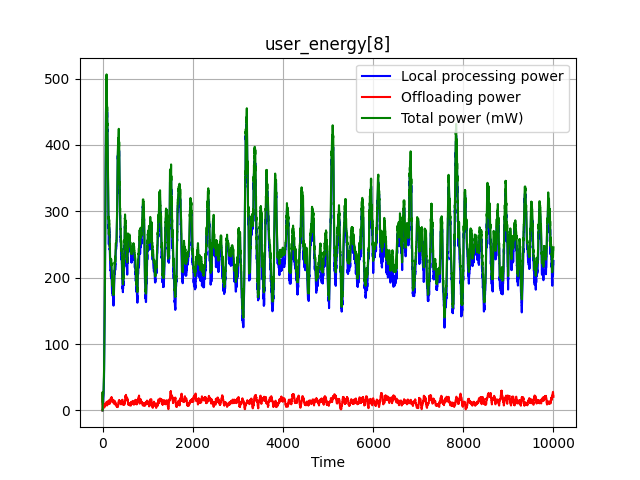 user_energy[8]
Local processing power
Offloading power
Total power (mW)
500
400
300
200
100
0
0 2000 4000 6000 8000 10000
Time